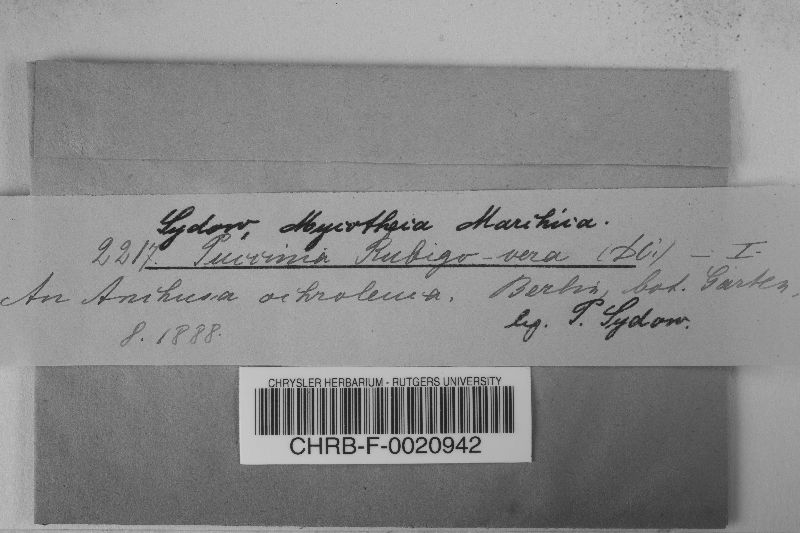 Sydow, Mycotheca Marchica.
2217. Puccinia Rubigo-vera (DC.) – I.
An Anchusa ochroleuca. Berlin, bot. Garten,
8. 1888.
leg. P. Sydow.
CHRYSLER HERBARIUM - RUTGERS UNIVERSITY
CHRB-F-0020942